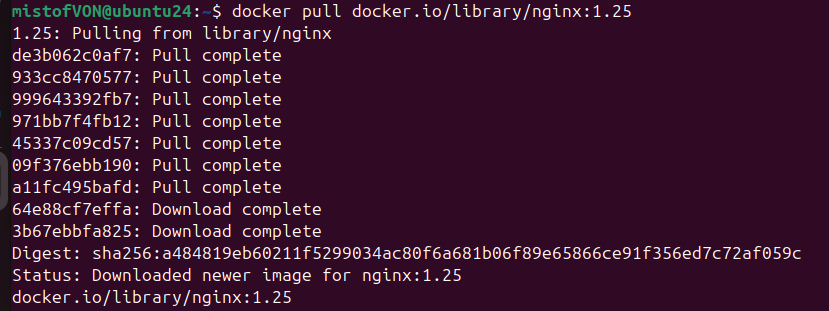 mistofVON@ubuntu24:~$ docker pull docker.io/library/nginx:1.25
1.25: Pulling from library/nginx
de3b062c0af7: Pull complete
933cc8470577: Pull complete
999643392fb7: Pull complete
971bb7f4fb12: Pull complete
45337c09cd57: Pull complete
09f376ebb190: Pull complete
a11fc495bafd: Pull complete
64e88cf7effa: Download complete
3b67ebbfa825: Download complete
Digest: sha256:a484819eb60211f5299034ac80f6a681b06f89e65866ce91f356ed7c72af059c
Status: Downloaded newer image for nginx:1.25
docker.io/library/nginx:1.25